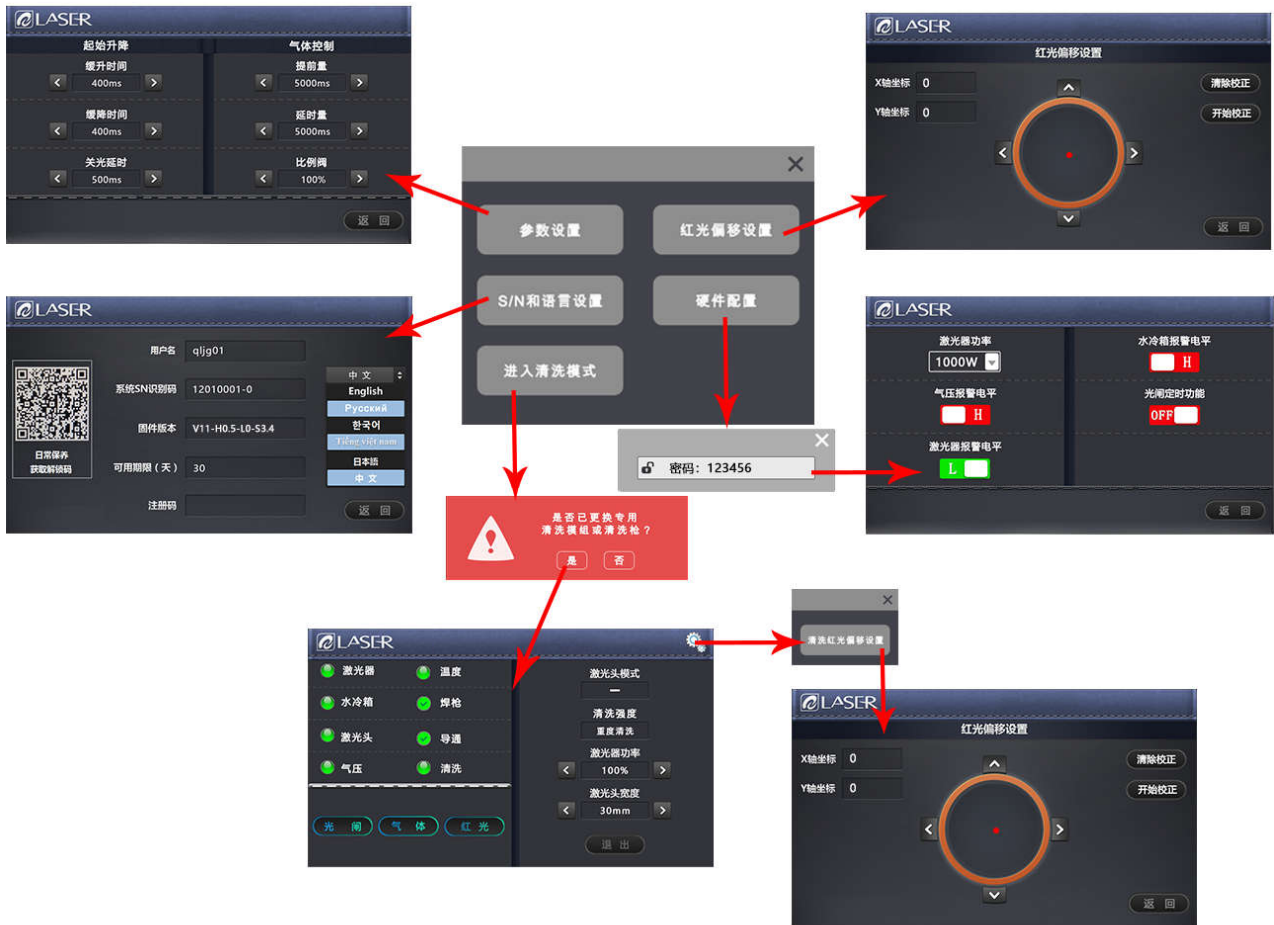 LASER
起始升降
气体控制
缓升时间
提前量
400ms
5000ms
缓降时间
延时量
400ms
5000ms
关光延时
比例阀
500ms
100%
返 回
LASER
红光偏移设置
X轴坐标 0
清除校正
Y轴坐标 0
开始校正
返 回
参数设置
红光偏移设置
S/N和语言设置
硬件配置
进入清洗模式
LASER
用户名 qljg01
系统SN识别码 12010001-0
固件版本 V11-H0.5-L0-S3.4
可用期限(天) 30
注册码
日常保养
获取解锁码
中 文
English
Русский
한국어
Tiếng việt nam
日本語
中 文
返 回
密码: 123456
LASER
激光器功率
水冷箱报警电平
1000W
H
气压报警电平
光闸定时功能
H
OFF
激光器报警电平
L
返 回
是否已更换专用
清洗模组或清洗枪?
是
否
LASER
激光器
温度
水冷箱
焊枪
激光头
导通
气压
清洗
光 闸
气 体
红 光
激光头模式
清洗强度
重度清洗
激光器功率
100%
激光头宽度
30mm
退 出
清洗红光偏移设置
LASER
红光偏移设置
X轴坐标 0
清除校正
Y轴坐标 0
开始校正
返 回